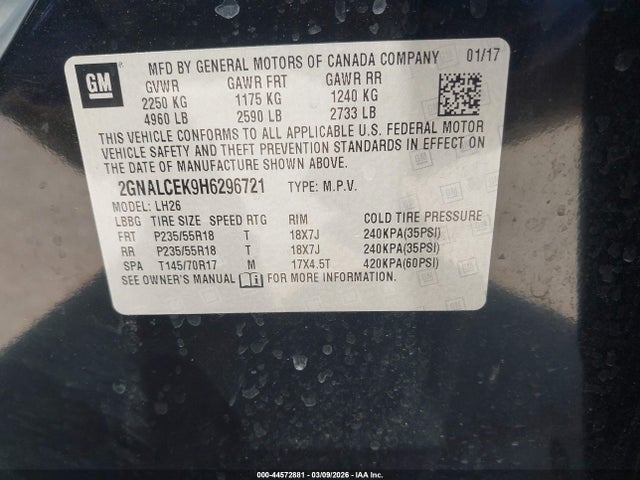 GM
MFD BY GENERAL MOTORS OF CANADA COMPANY 01/17
GVWR GAWR FRT GAWR RR
2250 KG 1175 KG 1240 KG
4960 LB 2590 LB 2733 LB
THIS VEHICLE CONFORMS TO ALL APPLICABLE U.S. FEDERAL MOTOR
VEHICLE SAFETY AND THEFT PREVENTION STANDARDS IN EFFECT ON
THE DATE OF MANUFACTURE SHOWN ABOVE.
2GNALCEK9H6296721 TYPE: M.P.V.
MODEL: LH26
LBBG TIRE SIZE SPEED RTG RIM COLD TIRE PRESSURE
FRT P235/55R18 T 18X7J 240KPA(35PSI)
RR P235/55R18 T 18X7J 240KPA(35PSI)
SPA T145/70R17 M 17X4.5T 420KPA(60PSI)
SEE OWNER'S MANUAL FOR MORE INFORMATION.
000-44572881 - 03/09/2026 - IAA Inc.